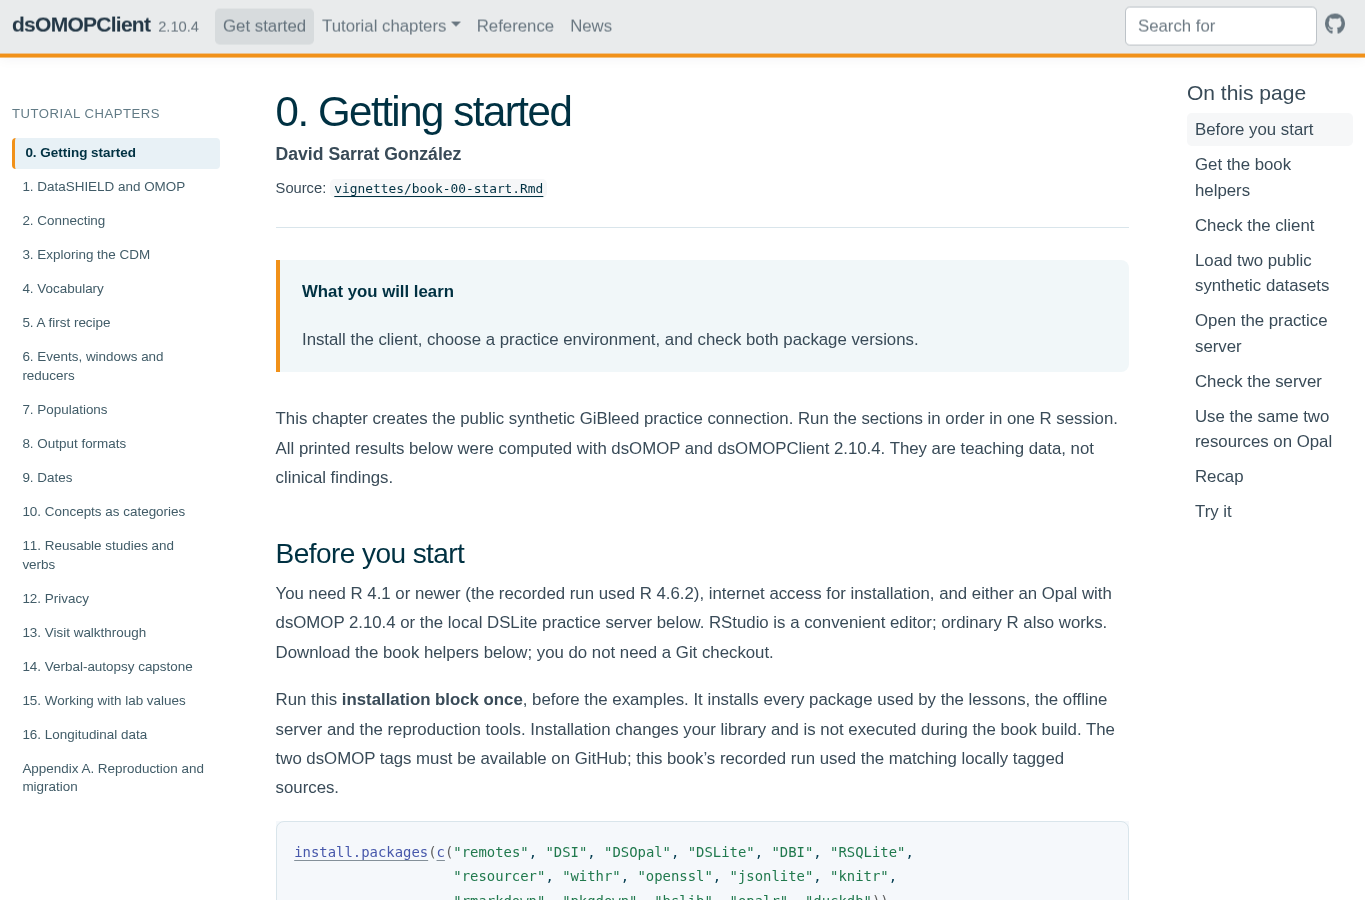 dsOMOPClient 2.10.4 Get started Tutorial chapters Reference News Search for
TUTORIAL CHAPTERS
0. Getting started
1. DataSHIELD and OMOP
2. Connecting
3. Exploring the CDM
4. Vocabulary
5. A first recipe
6. Events, windows and
reducers
7. Populations
8. Output formats
9. Dates
10. Concepts as categories
11. Reusable studies and
verbs
12. Privacy
13. Visit walkthrough
14. Verbal-autopsy capstone
15. Working with lab values
16. Longitudinal data
Appendix A. Reproduction and
migration
0. Getting started
David Sarrat González
Source: vignettes/book-00-start.Rmd
What you will learn
Install the client, choose a practice environment, and check both package versions.
This chapter creates the public synthetic GiBleed practice connection. Run the sections in order in one R session.
All printed results below were computed with dsOMOP and dsOMOPClient 2.10.4. They are teaching data, not
clinical findings.
Before you start
You need R 4.1 or newer (the recorded run used R 4.6.2), internet access for installation, and either an Opal with
dsOMOP 2.10.4 or the local DSLite practice server below. RStudio is a convenient editor; ordinary R also works.
Download the book helpers below; you do not need a Git checkout.
Run this installation block once, before the examples. It installs every package used by the lessons, the offline
server and the reproduction tools. Installation changes your library and is not executed during the book build. The
two dsOMOP tags must be available on GitHub; this book’s recorded run used the matching locally tagged
sources.
install.packages(c("remotes", "DSI", "DSOpal", "DSLite", "DBI", "RSQLite",
"resourcer", "withr", "openssl", "jsonlite", "knitr",
"rmarkdown", "pkgdown", "bslib", "opalr", "duckdb"))
On this page
Before you start
Get the book
helpers
Check the client
Load two public
synthetic datasets
Open the practice
server
Check the server
Use the same two
resources on Opal
Recap
Try it